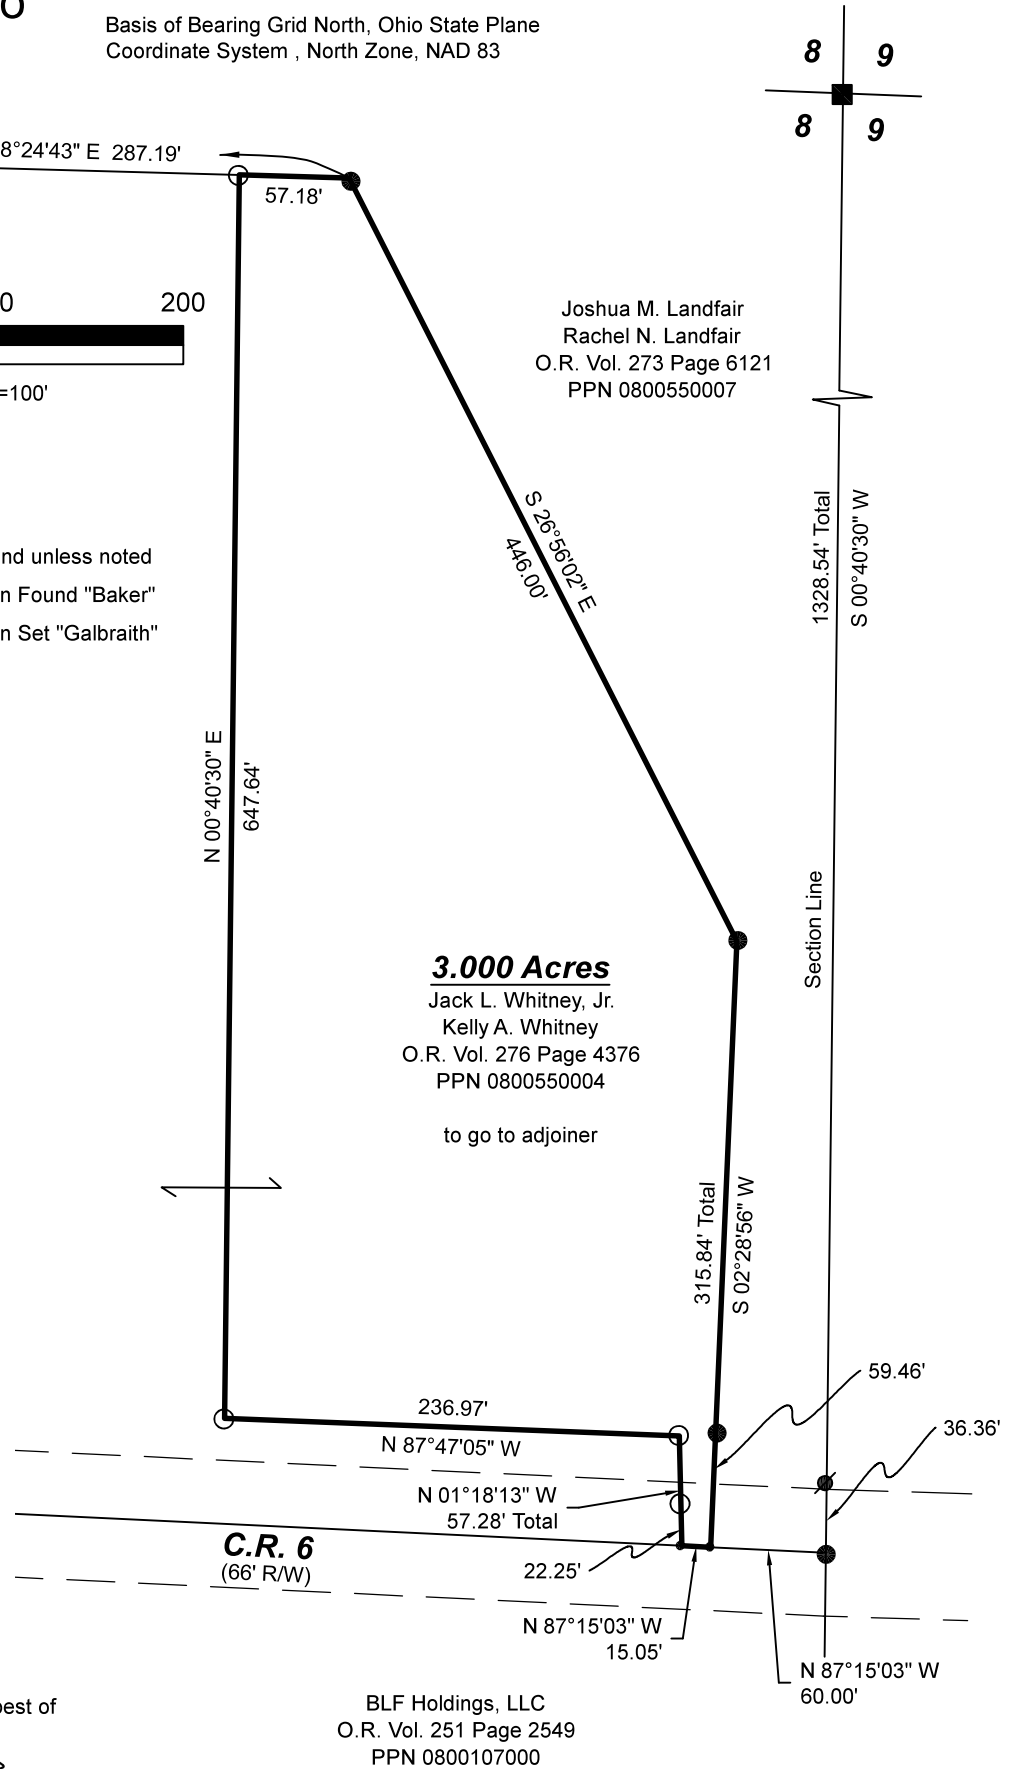 Basis of Bearing Grid North, Ohio State Plane
Coordinate System , North Zone, NAD 83
8 9
8 9
8°24'43" E 287.19'
57.18'
0 200
=100'
Joshua M. Landfair
Rachel N. Landfair
O.R. Vol. 273 Page 6121
PPN 0800550007
S 26°56'02" E
446.00'
1328.54' Total
S 00°40'30" W
nd unless noted
n Found "Baker"
n Set "Galbraith"
N 00°40'30" E
647.64'
Section Line
3.000 Acres
Jack L. Whitney, Jr.
Kelly A. Whitney
O.R. Vol. 276 Page 4376
PPN 0800550004
to go to adjoiner
315.84' Total
S 02°28'56" W
59.46'
36.36'
236.97'
N 87°47'05" W
N 01°18'13" W
57.28' Total
C.R. 6
(66' R/W)
22.25'
N 87°15'03" W
15.05'
N 87°15'03" W
60.00'
best of
BLF Holdings, LLC
O.R. Vol. 251 Page 2549
PPN 0800107000